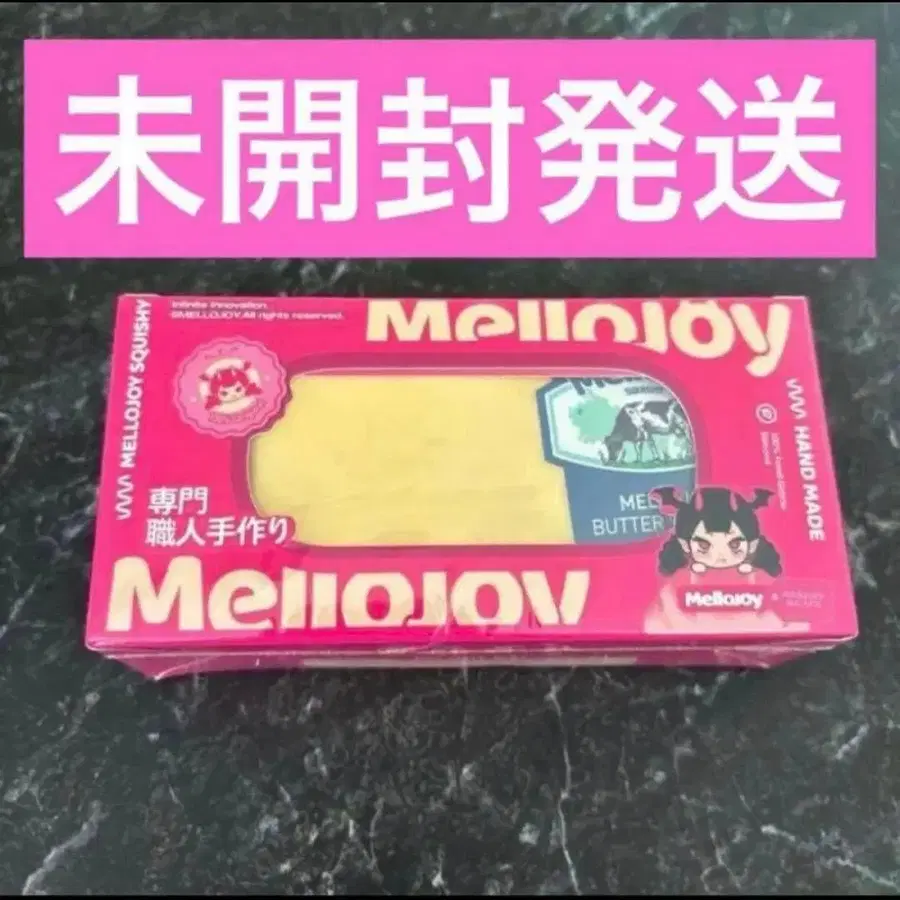 未開封発送
Infinite Innovation
©MELLOJOY.All rights reserved.
Mellojoy
MELLOJOY SQUISHY
HAND MADE
専門
職人手作り
BUTTER
Mellojoy
Mellojoy